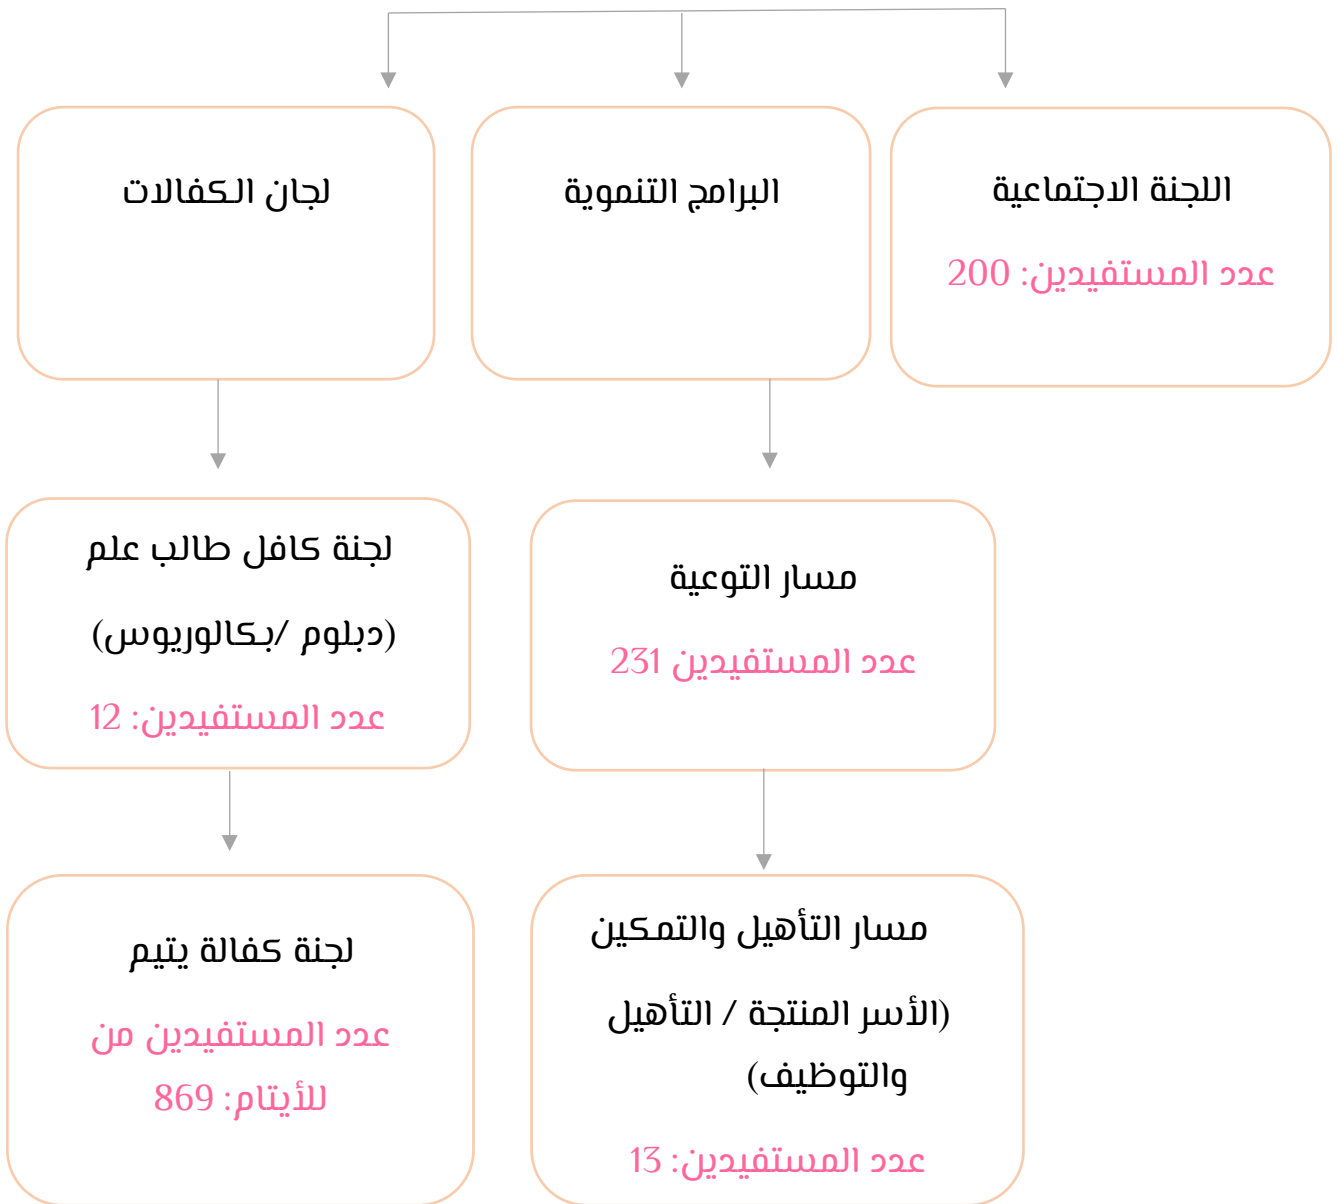 اللجنة الاجتماعية
عدد المستفيدين: 200
البرامج التنموية
لجان الكفالات
مسار التوعية
عدد المستفيدين 231
لجنة كافل طالب علم
(دبلوم /بكالوريوس)
عدد المستفيدين: 12
مسار التأهيل والتمكين
(الأسر المنتجة / التأهيل
والتوظيف)
عدد المستفيدين: 13
لجنة كفالة يتيم
عدد المستفيدين من
للأيتام: 869